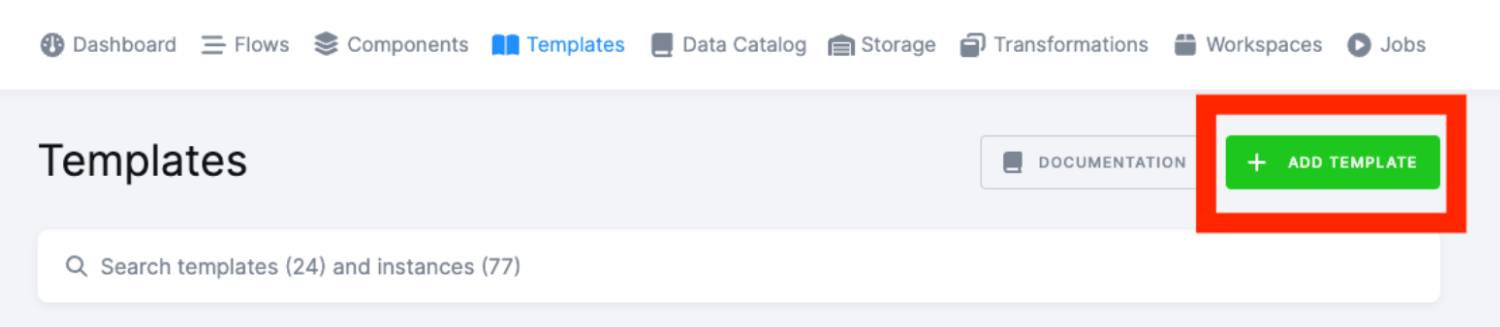 Dashboard Flows Components Templates Data Catalog Storage Transformations Workspaces Jobs
Templates
DOCUMENTATION
+ ADD TEMPLATE
Search templates (24) and instances (77)